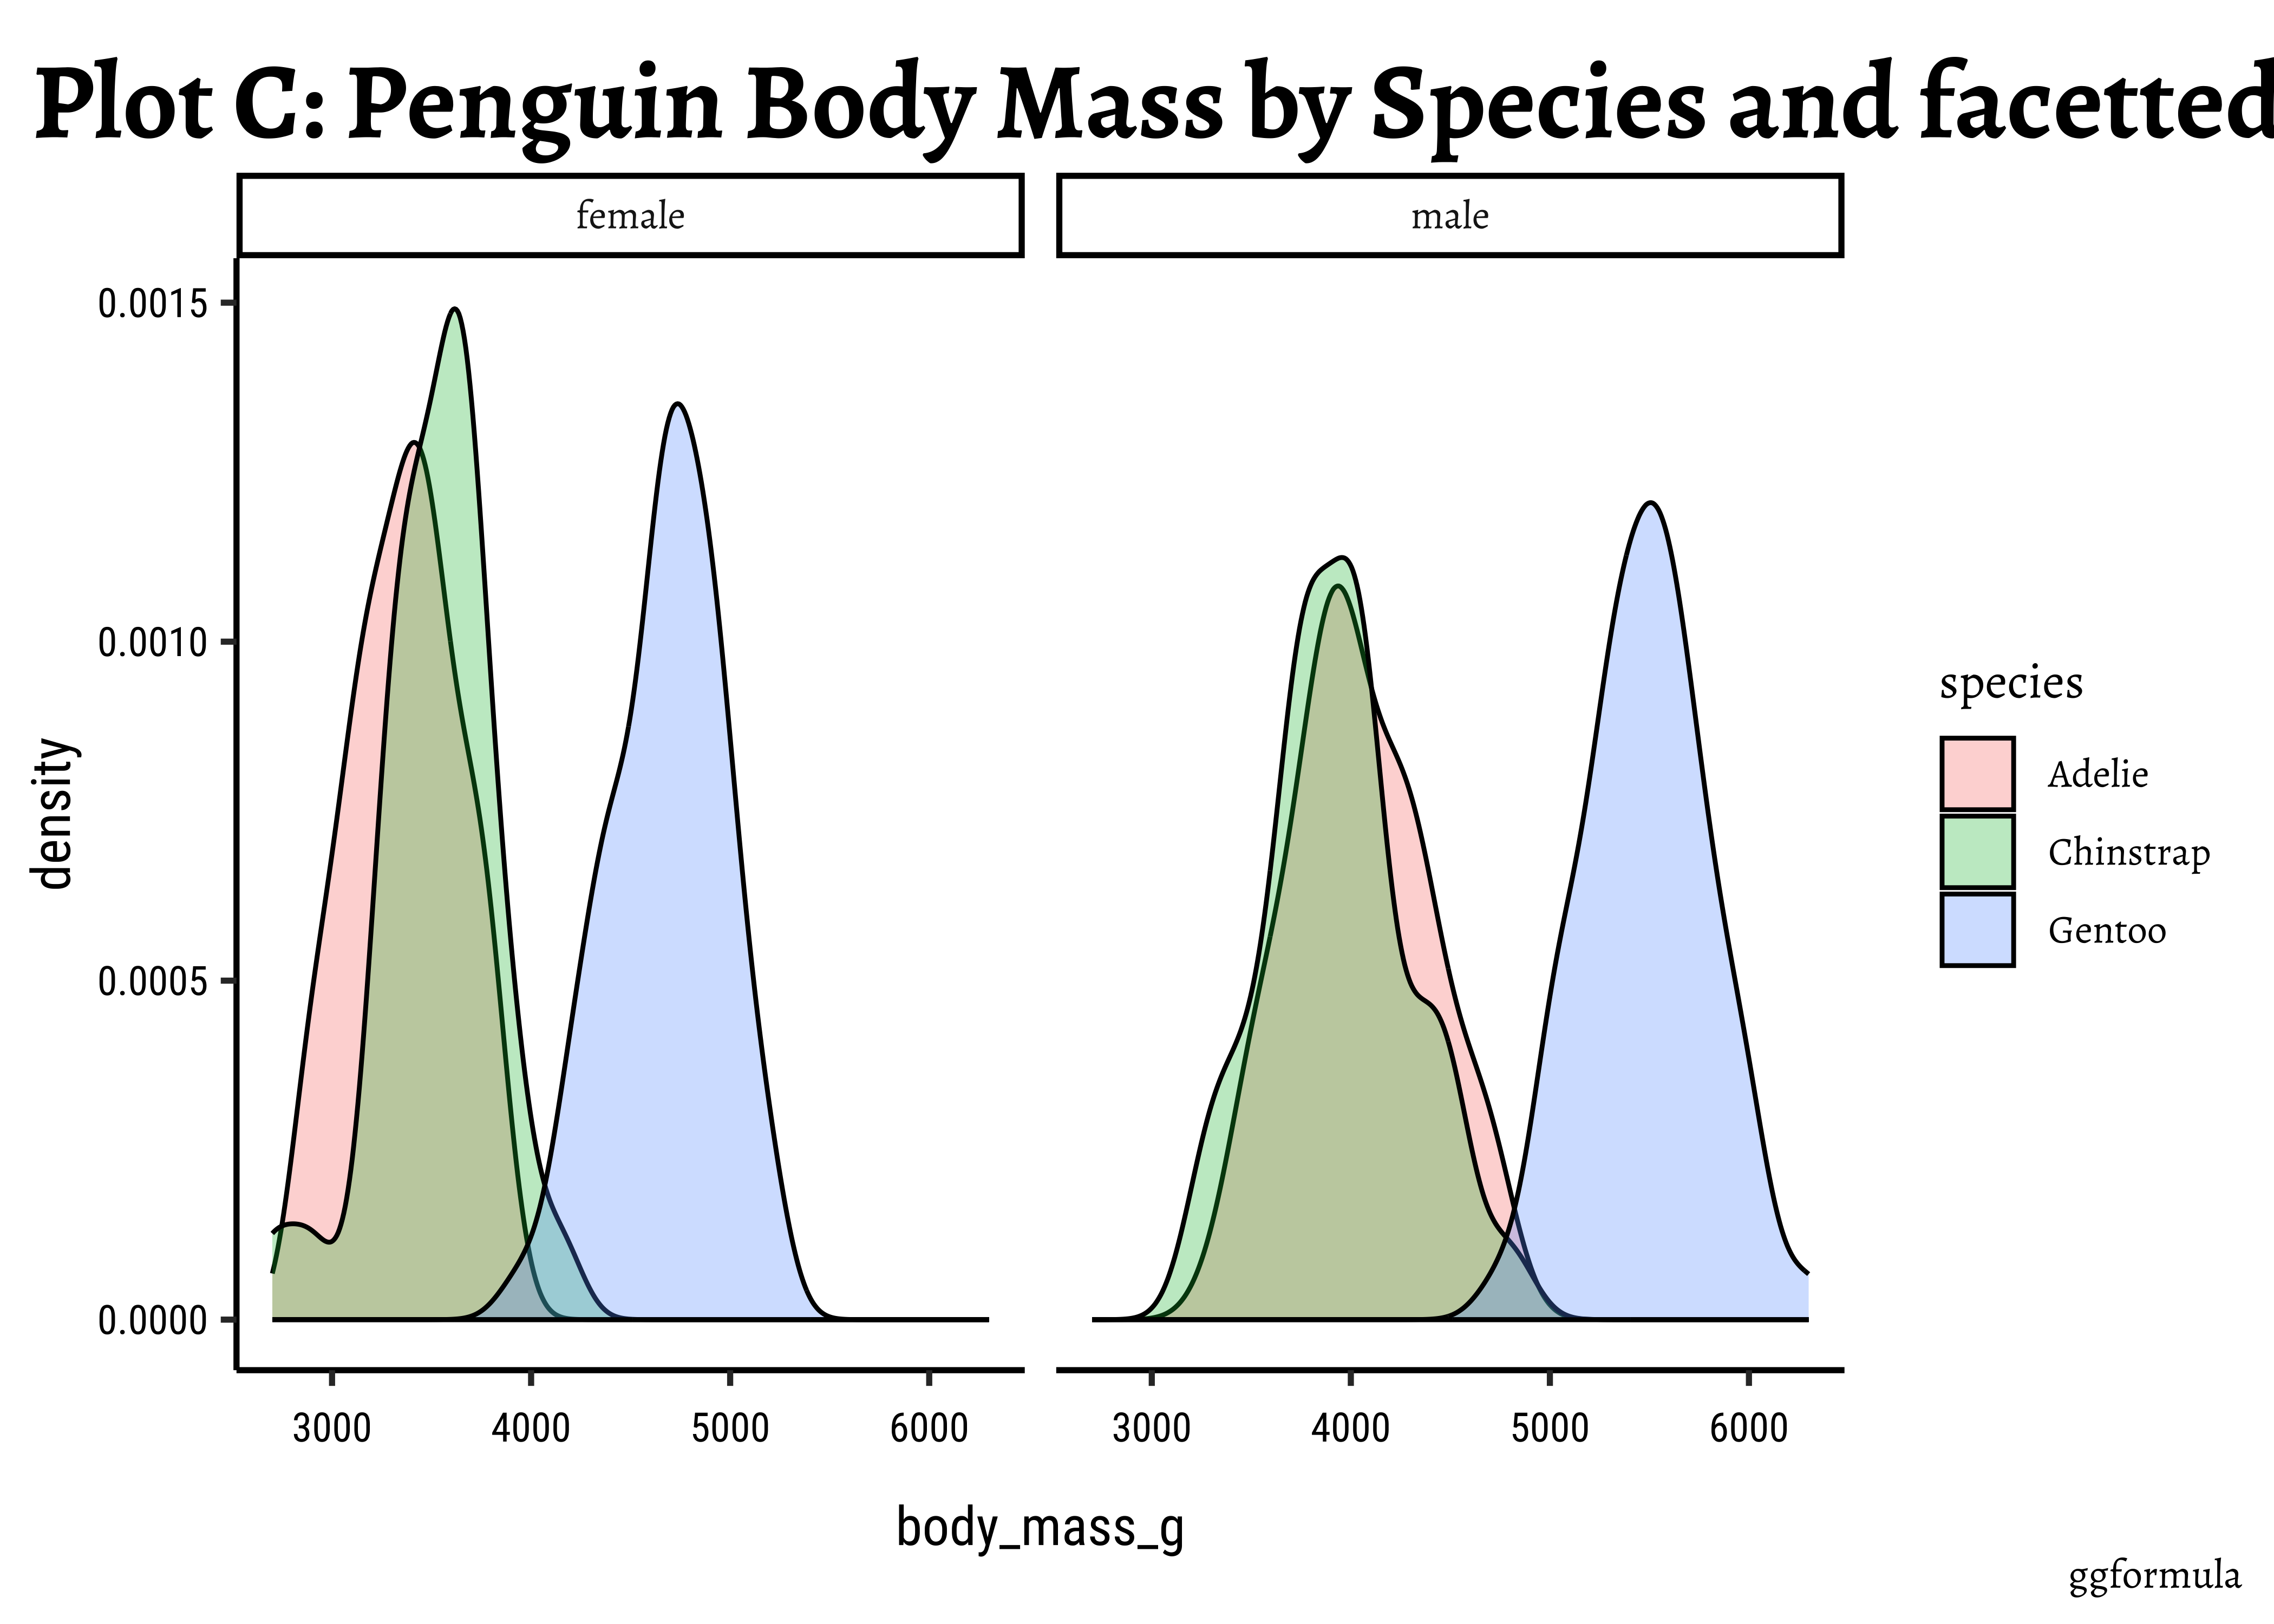 Plot C: Penguin Body Mass by Species and facetted
female
male
0.0015
0.0010
0.0005
0.0000
density
3000 4000 5000 6000
3000 4000 5000 6000
body_mass_g
species
Adelie
Chinstrap
Gentoo
ggformula